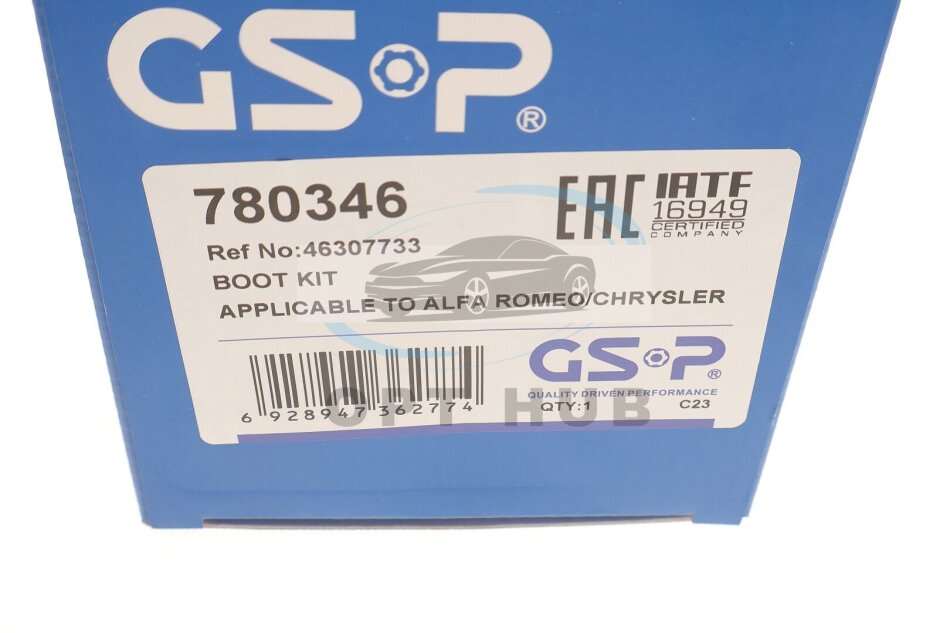 GSP®
780346
EAC
IATF
16949
CERTIFIED
COMPANY
Ref No:46307733
BOOT KIT
APPLICABLE TO ALFA ROMEO/CHRYSLER
GSP®
QUALITY DRIVEN PERFORMANCE
QTY:1 C23
6 928947 362774
OPT HUB